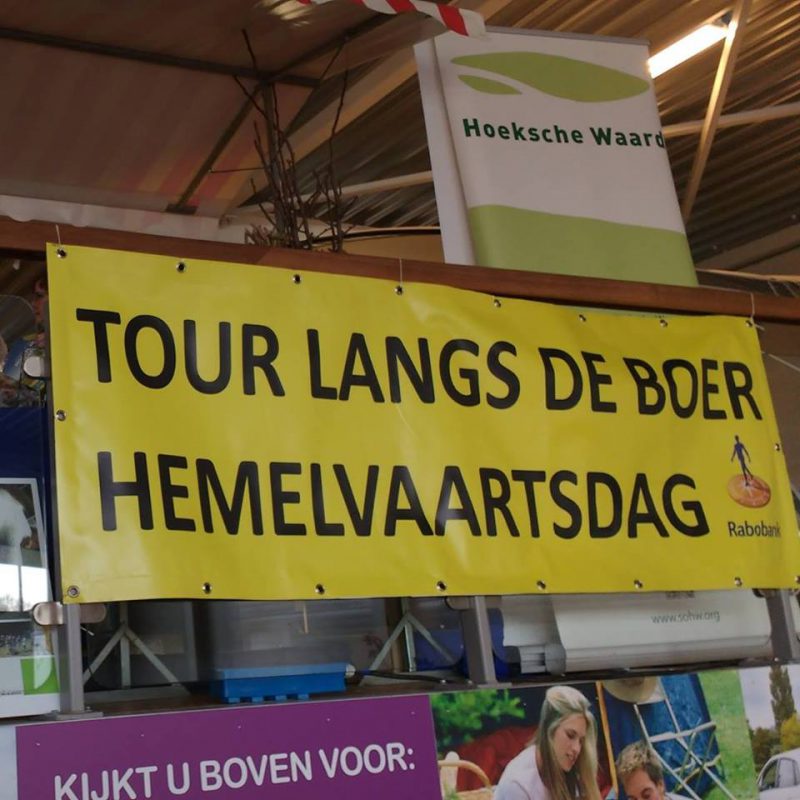 Hoeksche Waard
TOUR LANGS DE BOER
HEMELVAARTSDAG
Rabobank
www.sohw.org
KIJKT U BOVEN VOOR: